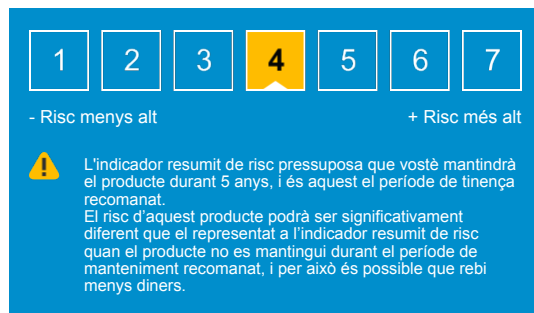 1 2 3 4 5 6 7
- Risc menys alt + Risc més alt
L'indicador resumit de risc pressuposa que vostè mantindrà
el producte durant 5 anys, i és aquest el període de tinença
recomanat.
El risc d’aquest producte podrà ser significativament
diferent que el representat a l’indicador resumit de risc
quan el producte no es mantingui durant el període de
manteniment recomanat, i per això és possible que rebi
menys diners.